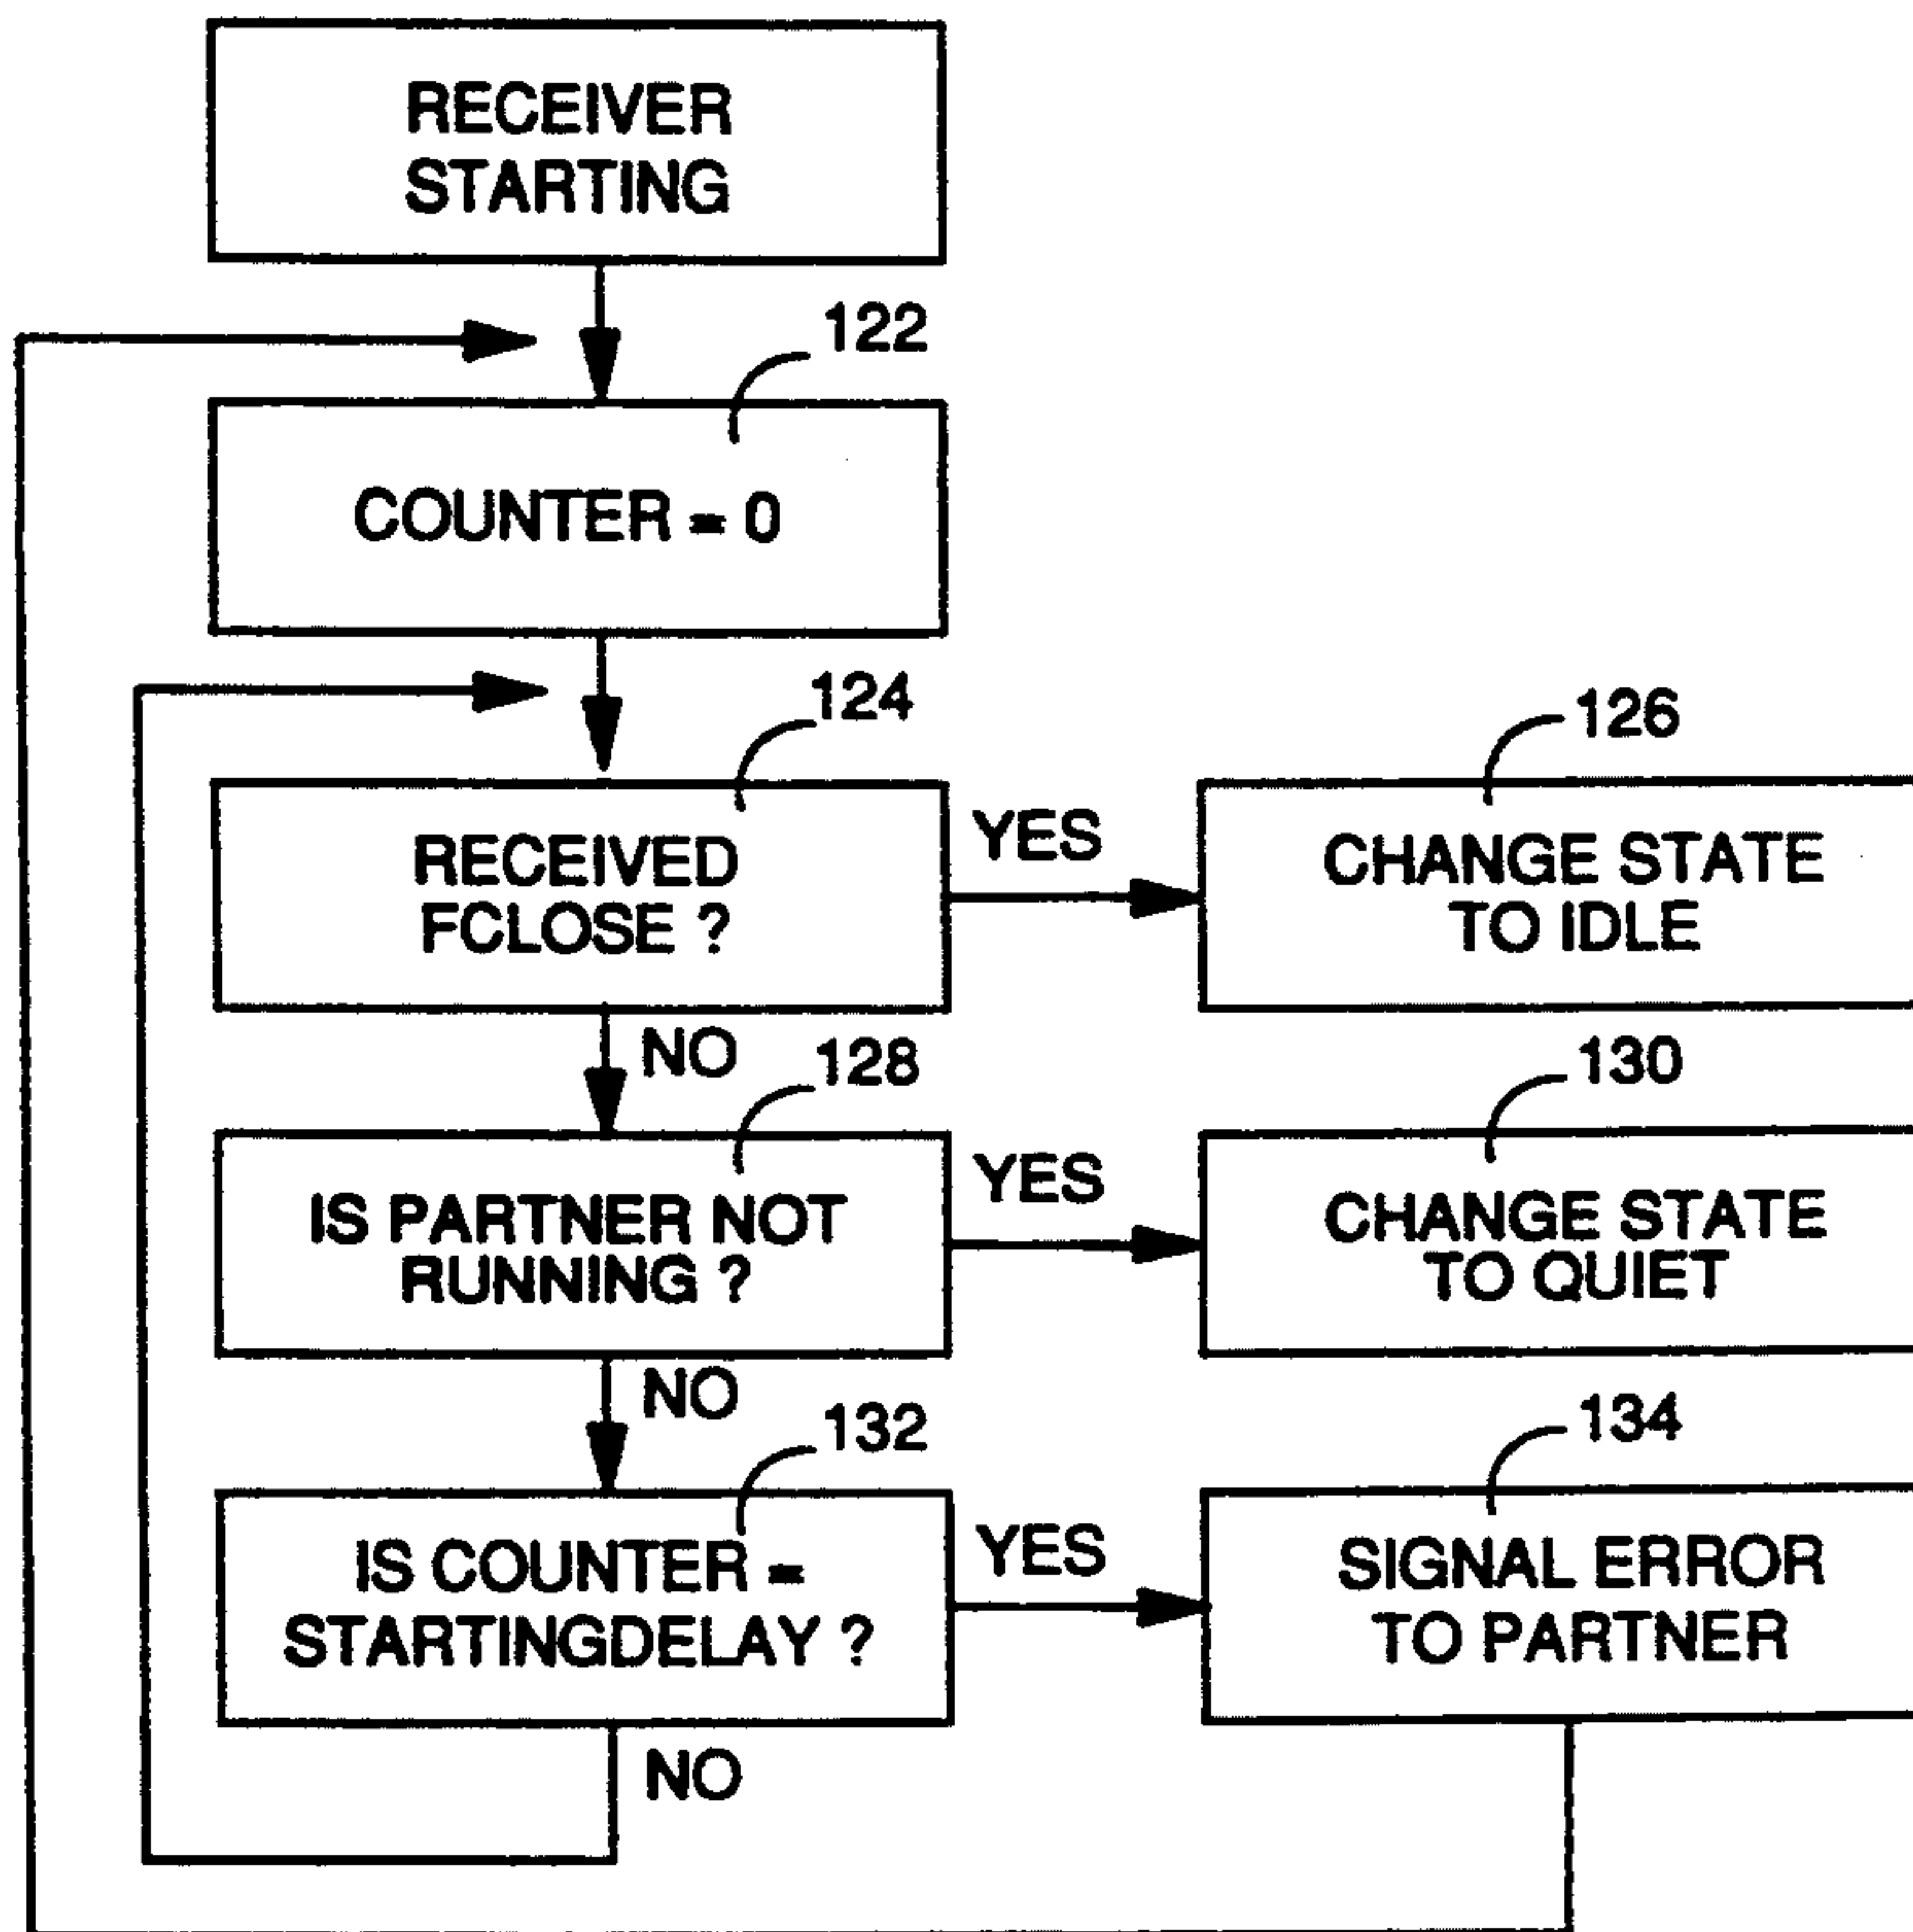 RECEIVER
STARTING
122
COUNTER = 0
124
RECEIVED
FCLOSE ?
YES
126
CHANGE STATE
TO IDLE
NO
128
IS PARTNER NOT
RUNNING ?
YES
130
CHANGE STATE
TO QUIET
NO
132
IS COUNTER =
STARTINGDELAY ?
YES
134
SIGNAL ERROR
TO PARTNER
NO